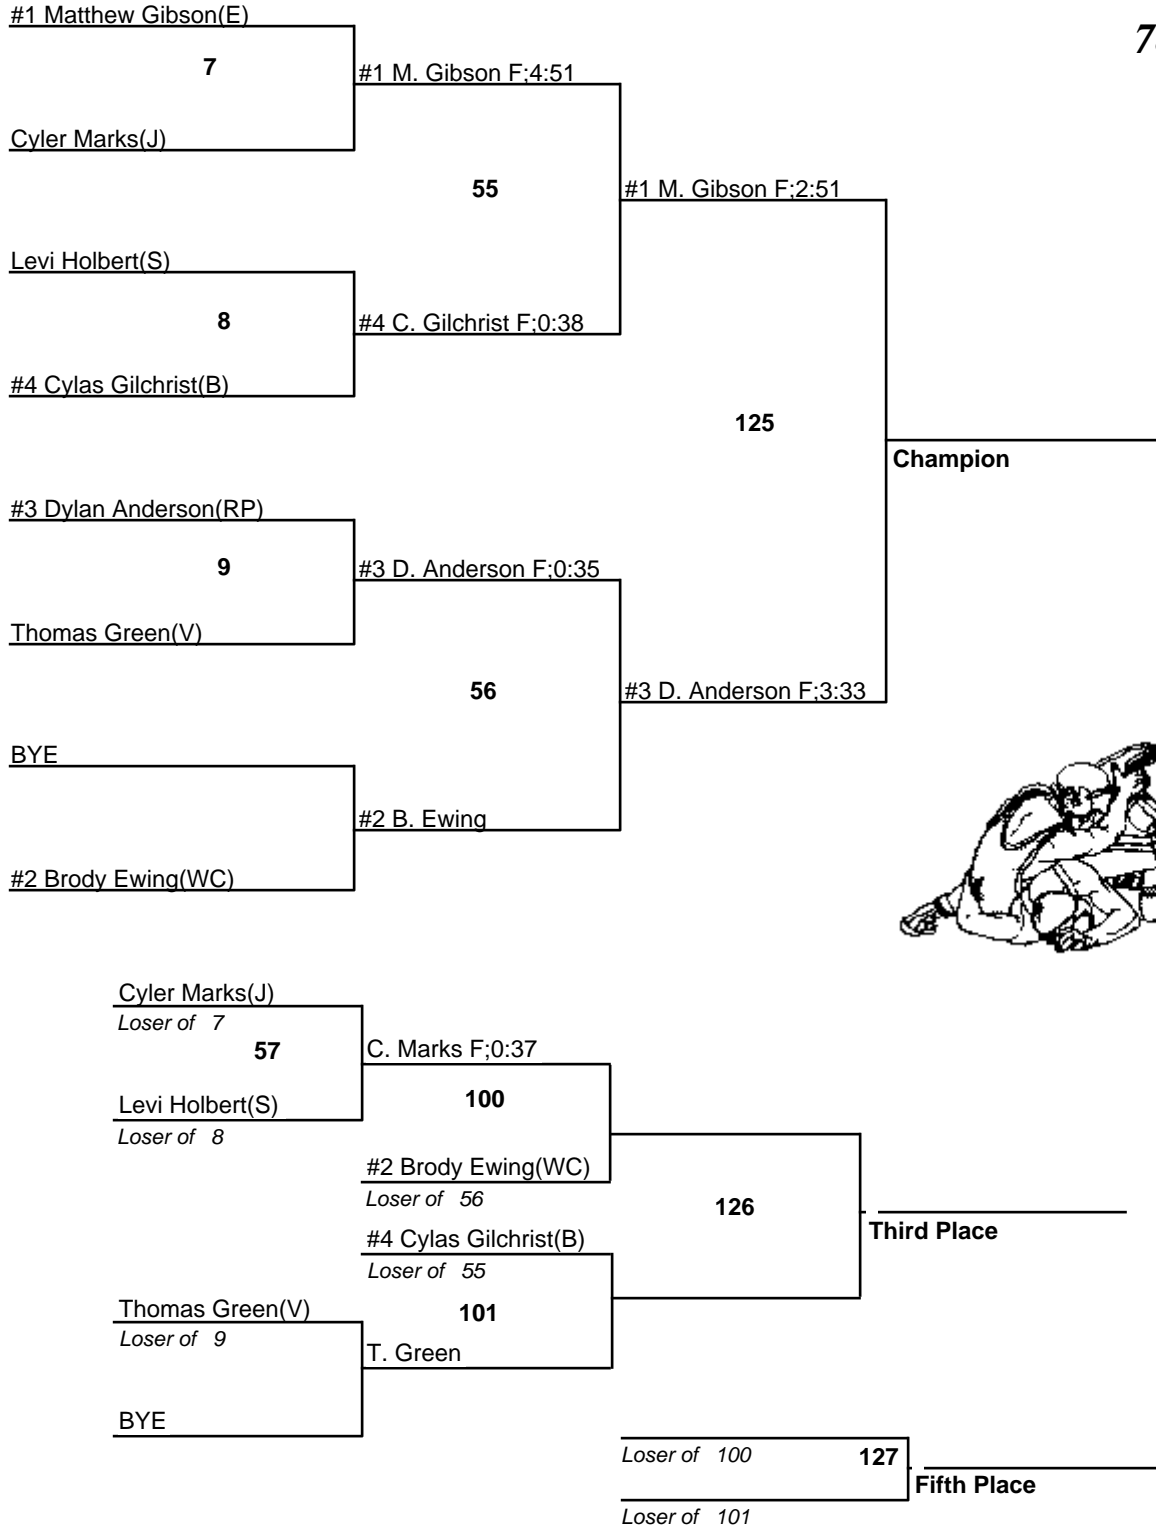 #1 Matthew Gibson(E)
7
#1 M. Gibson F;4:51
Cyler Marks(J)
55
#1 M. Gibson F;2:51
Levi Holbert(S)
8
#4 C. Gilchrist F;0:38
#4 Cylas Gilchrist(B)
125
Champion
#3 Dylan Anderson(RP)
9
#3 D. Anderson F;0:35
Thomas Green(V)
56
#3 D. Anderson F;3:33
BYE
#2 B. Ewing
#2 Brody Ewing(WC)
Cyler Marks(J)
Loser of 7
57
C. Marks F;0:37
Levi Holbert(S)
Loser of 8
100
#2 Brody Ewing(WC)
Loser of 56
126
Third Place
#4 Cylas Gilchrist(B)
Loser of 55
Thomas Green(V)
Loser of 9
101
T. Green
BYE
Loser of 100
127
Fifth Place
Loser of 101